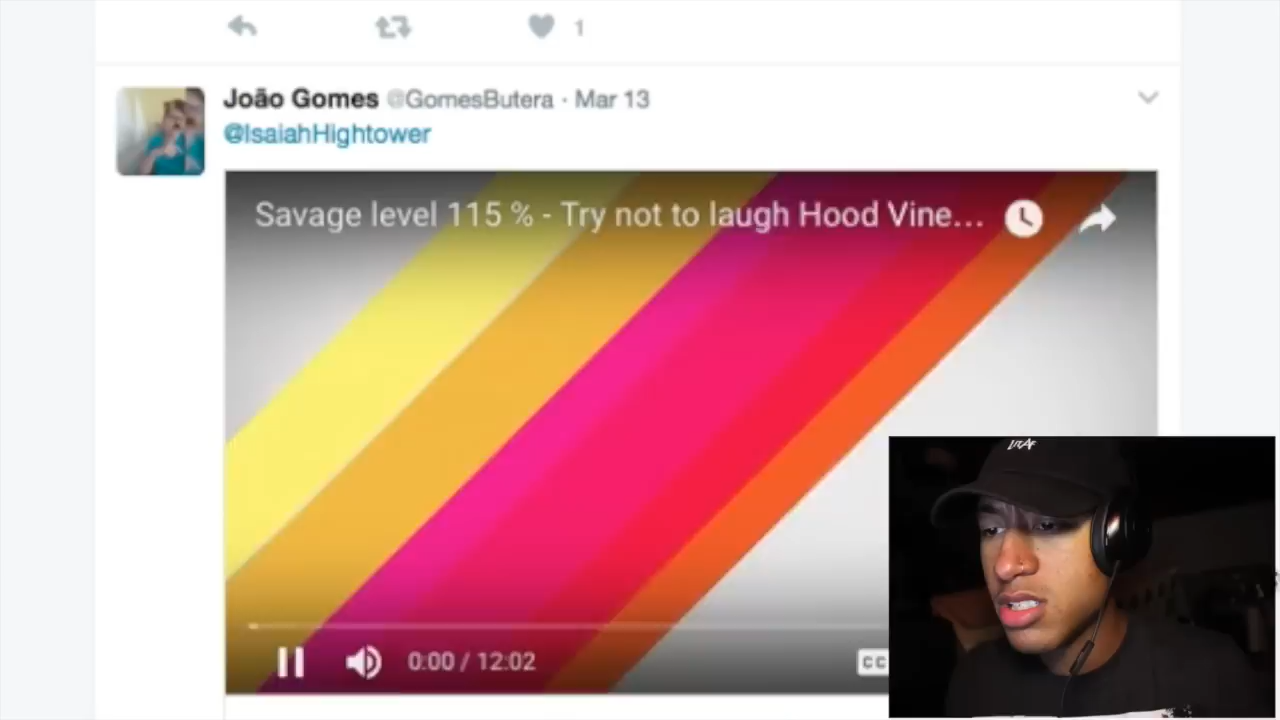 1
João Gomes @GomesButera · Mar 13
@IsaiahHightower
Savage level 115 % - Try not to laugh Hood Vine...
0:00 / 12:02
CC